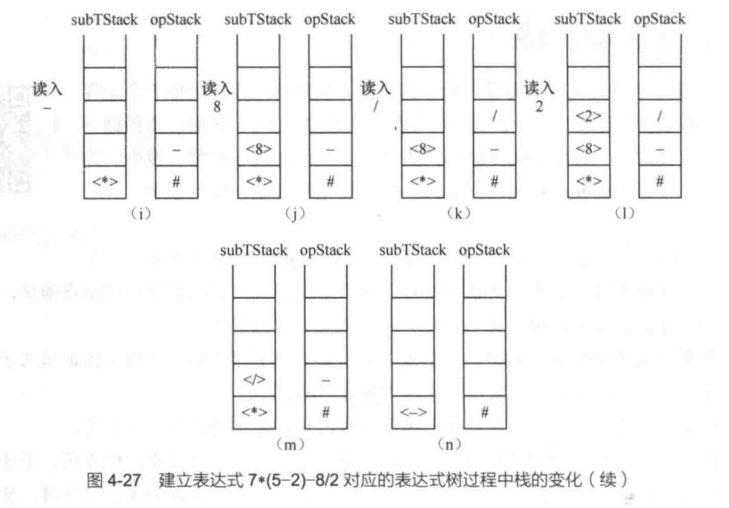 subTStack opStack subTStack opStack subTStack opStack subTStack opStack
读入 读入 读入 读入
– 8 / 2
/ <2> /
– <8> – <8> – <8> –
<*> # <*> # <*> # <*> #
(i) (j) (k) (l)
subTStack opStack subTStack opStack
</> –
<*> # <–> #
(m) (n)
图 4-27 建立表达式 7*(5–2)–8/2 对应的表达式树过程中栈的变化（续）